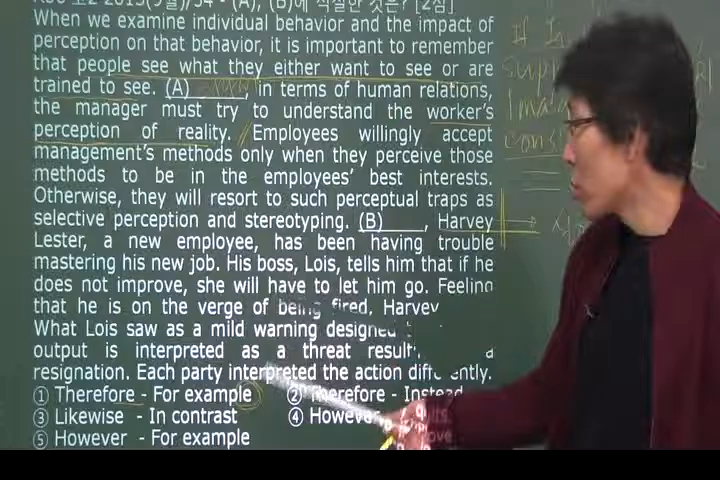 When we examine individual behavior and the impact of
perception on that behavior, it is important to remember
that people see what they either want to see or are
trained to see. (A)        , in terms of human relations,
the manager must try to understand the worker's
perception of reality. Employees willingly accept
management's methods only when they perceive those
methods to be in the employees' best interests.
Otherwise, they will resort to such perceptual traps as
selective perception and stereotyping. (B)        , Harvey
Lester, a new employee, has been having trouble
mastering his new job. His boss, Lois, tells him that if he
does not improve, she will have to let him go. Feeling
that he is on the verge of being fired, Harvey
What Lois saw as a mild warning designed
output is interpreted as a threat
resignation. Each party interpreted the action differently.
① Therefore - For example
② Therefore - Instead
③ Likewise - In contrast
④ However
⑤ However - For example